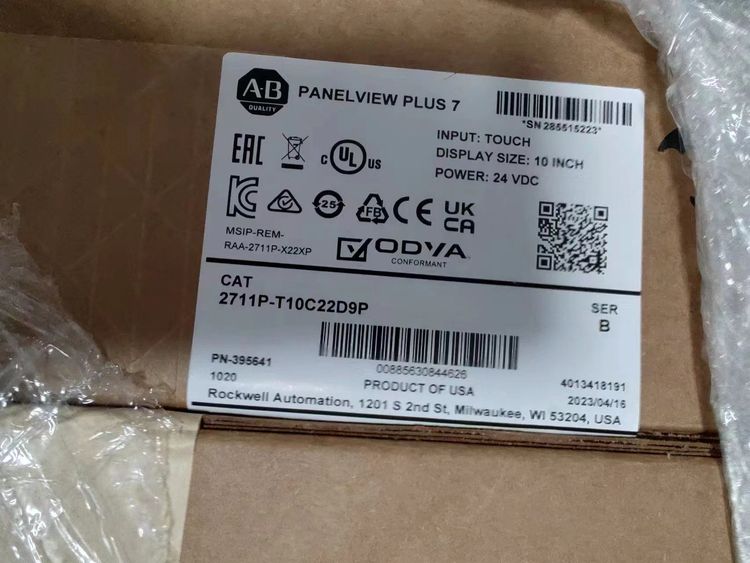 A-B
QUALITY
PANELVIEW PLUS 7
*SN285515223*
INPUT: TOUCH
DISPLAY SIZE: 10 INCH
POWER: 24 VDC
EAC
C UL US
25
FB
CE
UK
CA
MSIP-REM-
RAA-2711P-X22XP
ODVA
CONFORMANT
CAT
2711P-T10C22D9P
SER
B
00885630844626
PN-395641
1020
PRODUCT OF USA
4013418191
2023/04/16
Rockwell Automation, 1201 S 2nd St, Milwaukee, WI 53204, USA